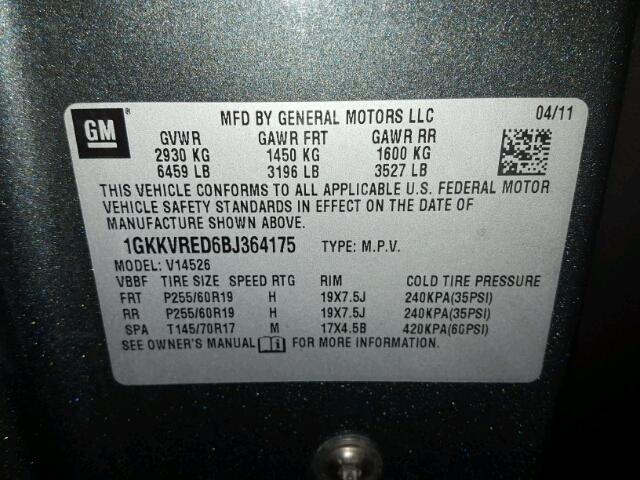 GM
MFD BY GENERAL MOTORS LLC 04/11
GVWR GAWR FRT GAWR RR
2930 KG 1450 KG 1600 KG
6459 LB 3196 LB 3527 LB
THIS VEHICLE CONFORMS TO ALL APPLICABLE U.S. FEDERAL MOTOR
VEHICLE SAFETY STANDARDS IN EFFECT ON THE DATE OF
MANUFACTURE SHOWN ABOVE.
1GKKVRED6BJ364175 TYPE: M.P.V.
MODEL: V14526
VBBF TIRE SIZE SPEED RTG RIM COLD TIRE PRESSURE
FRT P255/60R19 H 19X7.5J 240KPA(35PSI)
RR P255/60R19 H 19X7.5J 240KPA(35PSI)
SPA T145/70R17 M 17X4.5B 420KPA(60PSI)
SEE OWNER'S MANUAL FOR MORE INFORMATION.